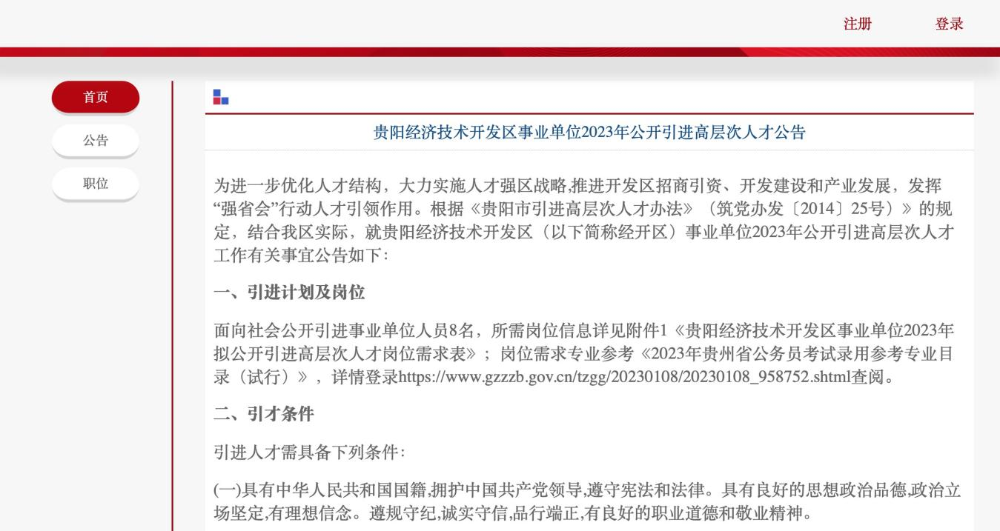 注册 登录
首页
公告
职位
贵阳经济技术开发区事业单位2023年公开引进高层次人才公告
为进一步优化人才结构，大力实施人才强区战略,推进开发区招商引资、开发建设和产业发展，发挥
“强省会”行动人才引领作用。根据《贵阳市引进高层次人才办法》（筑党办发〔2014〕25号）》的规
定，结合我区实际，就贵阳经济技术开发区（以下简称经开区）事业单位2023年公开引进高层次人才
工作有关事宜公告如下：
一、引进计划及岗位
面向社会公开引进事业单位人员8名，所需岗位信息详见附件1《贵阳经济技术开发区事业单位2023年
拟公开引进高层次人才岗位需求表》；岗位需求专业参考《2023年贵州省公务员考试录用参考专业目
录（试行）》，详情登录https://www.gzzzb.gov.cn/tzgg/20230108/20230108_958752.shtml查阅。
二、引才条件
引进人才需具备下列条件：
(一)具有中华人民共和国国籍,拥护中国共产党领导,遵守宪法和法律。具有良好的思想政治品德,政治立
场坚定,有理想信念。遵规守纪,诚实守信,品行端正,有良好的职业道德和敬业精神。